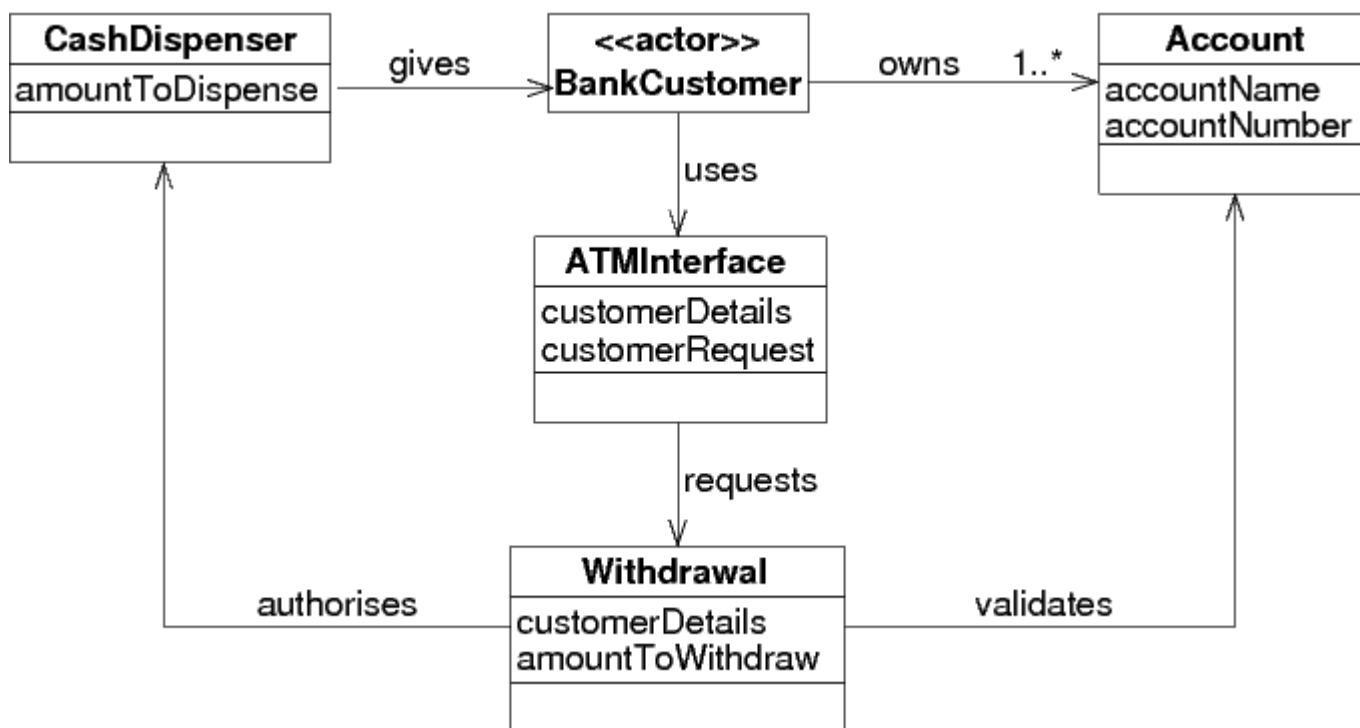 CashDispenser
amountToDispense
gives
<<actor>>
BankCustomer
owns
1..*
Account
accountName
accountNumber
uses
ATMInterface
customerDetails
customerRequest
requests
Withdrawal
customerDetails
amountToWithdraw
authorises
validates